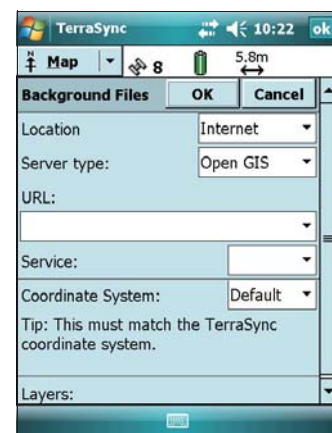 TerraSync 10:22 ok
Map 8 5.8m
Background Files OK Cancel
Location Internet
Server type: Open GIS
URL:
Service:
Coordinate System: Default
Tip: This must match the TerraSync
coordinate system.
Layers: